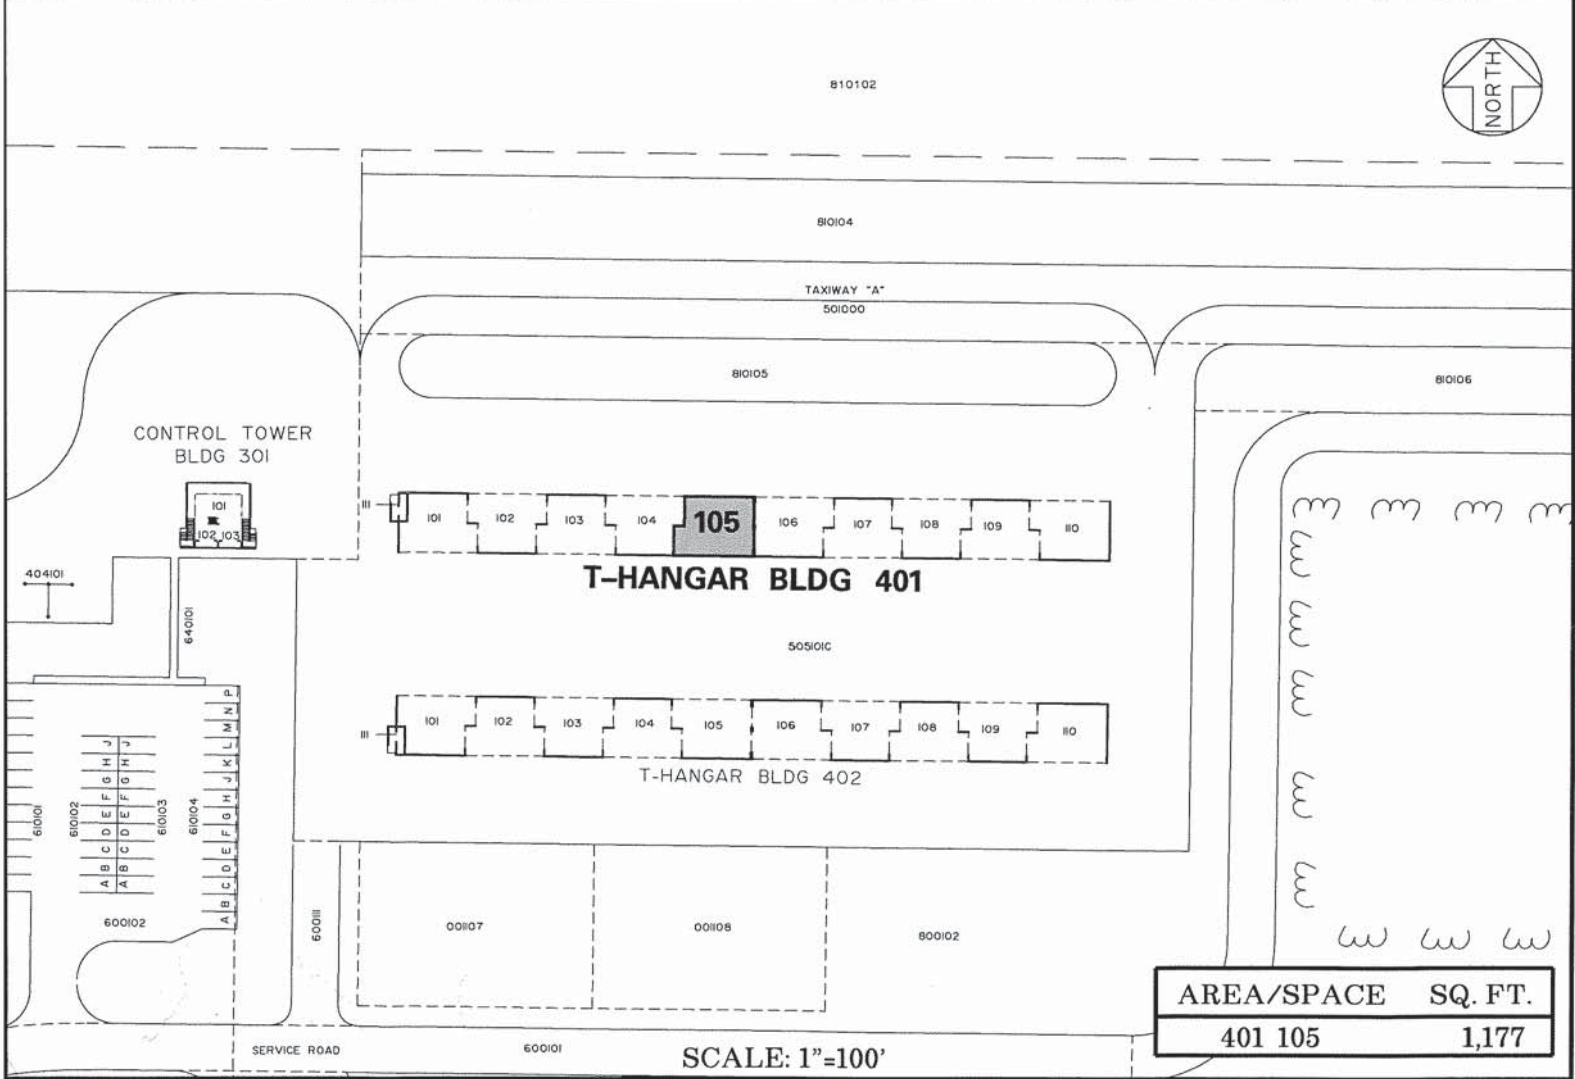 810102
NORTH
810104
TAXIWAY "A"
501000
810105
810106
CONTROL TOWER
BLDG 301
101
102 103
111
101 102 103 104 105 106 107 108 109 110
T-HANGAR BLDG 401
404101
640101
505101C
111
101 102 103 104 105 106 107 108 109 110
T-HANGAR BLDG 402
610101
610102
A B C D E F G H J
A B C D E F G H J
610103
610104
A B C D E F G H J K L M N P
600102
600111
001107
001108
800102
SERVICE ROAD
600101
SCALE: 1"=100'
AREA/SPACE SQ. FT.
401 105 1,177